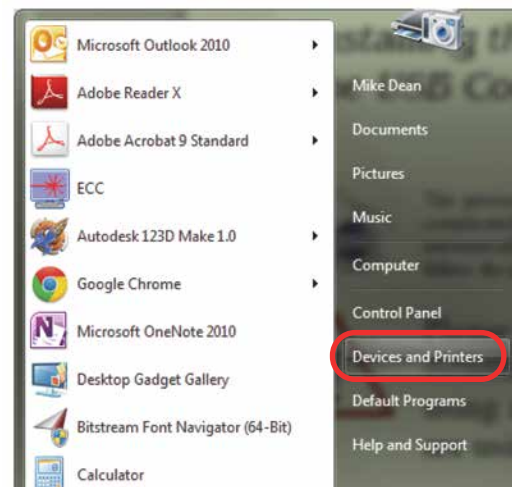 Microsoft Outlook 2010
Adobe Reader X
Adobe Acrobat 9 Standard
ECC
Autodesk 123D Make 1.0
Google Chrome
Microsoft OneNote 2010
Desktop Gadget Gallery
Bitstream Font Navigator (64-Bit)
Calculator
Mike Dean
Documents
Pictures
Music
Computer
Control Panel
Devices and Printers
Default Programs
Help and Support